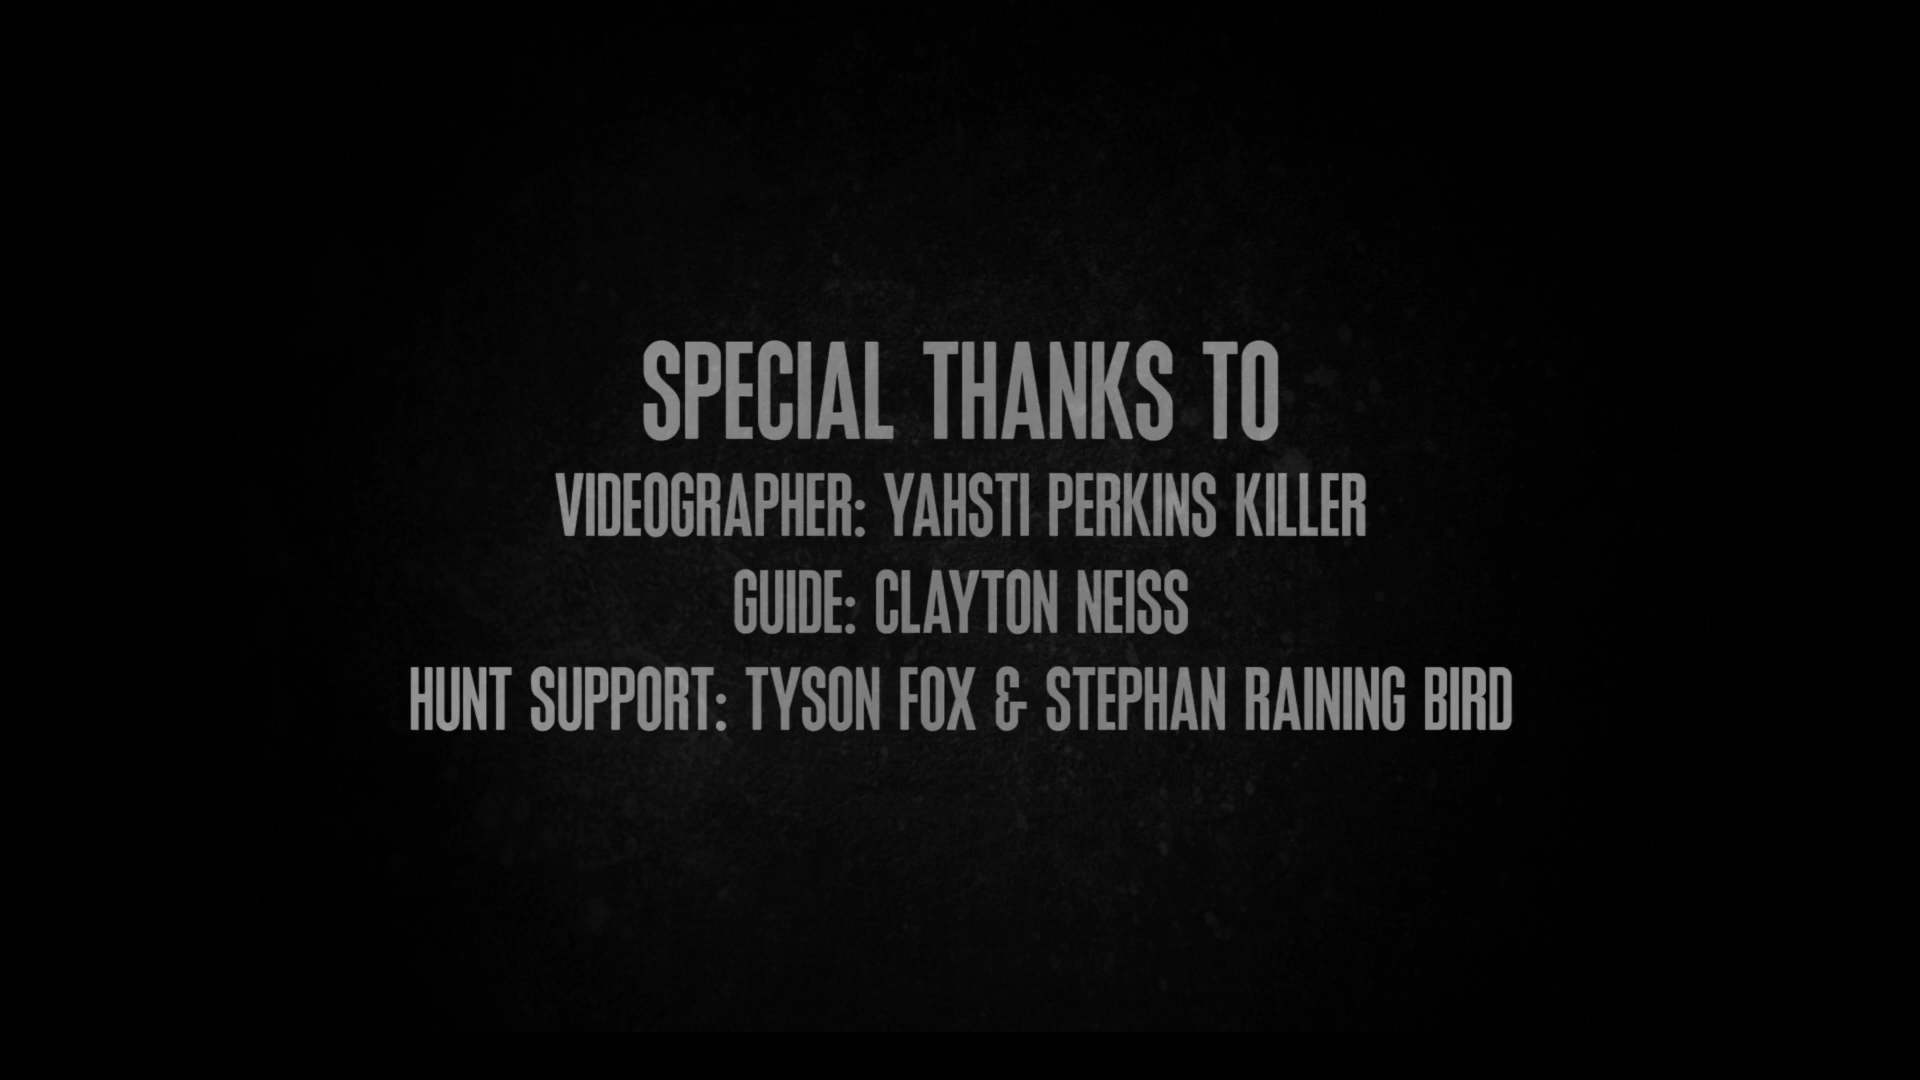 SPECIAL THANKS TO
VIDEOGRAPHER: YAHSTI PERKINS KILLER
GUIDE: CLAYTON NEISS
HUNT SUPPORT: TYSON FOX & STEPHAN RAINING BIRD